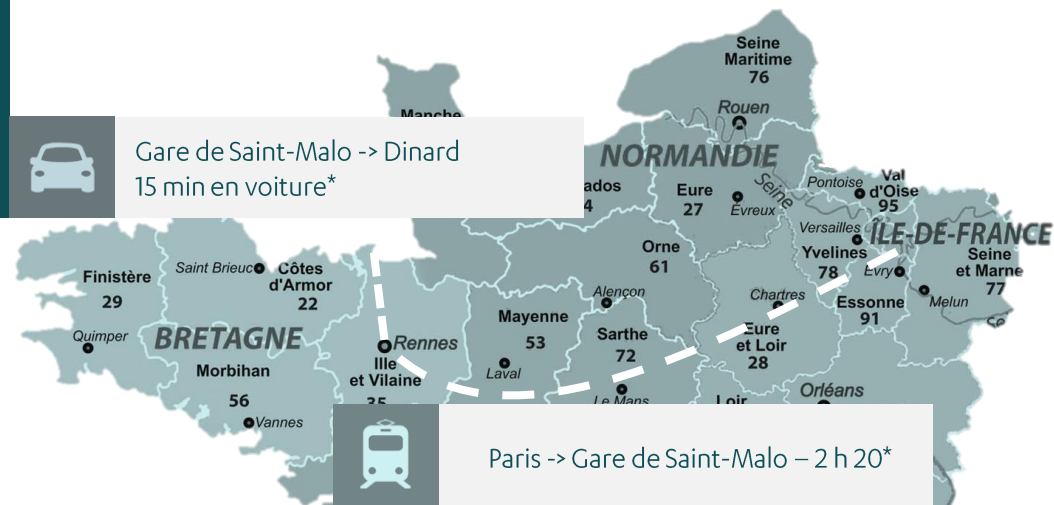 Seine
Maritime
76
Rouen
Manche
Gare de Saint-Malo -> Dinard
15 min en voiture*
NORMANDIE
ados
4
Eure
27
Evreux
Seine
Pontoise
Val
d'Oise
95
Versailles
ÎLE-DE-FRANCE
Yvelines
78
Evry
Seine
et Marne
77
Melun
Essonne
91
Orne
61
Alençon
Chartres
Eure
et Loir
28
Finistère
29
Quimper
Saint Brieuc
Côtes
d'Armor
22
BRETAGNE
Morbihan
56
Vannes
Rennes
Ille
et Vilaine
35
Mayenne
53
Laval
Sarthe
72
Le Mans
Loir
Orléans
Paris -> Gare de Saint-Malo – 2 h 20*